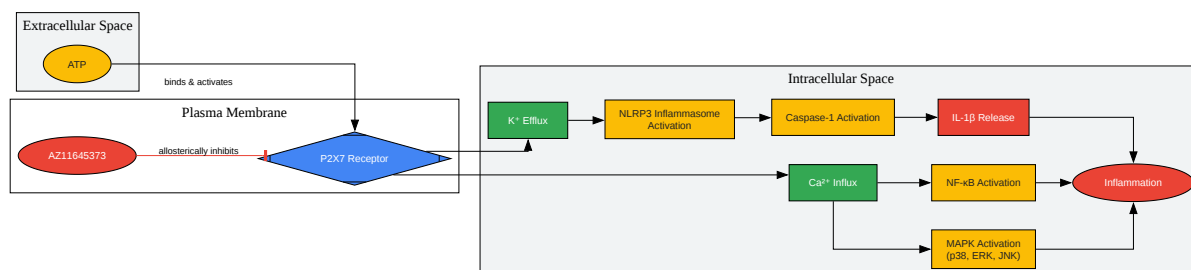 Extracellular Space
ATP
binds & activates
Plasma Membrane
AZ11645373
allosterically inhibits
P2X7 Receptor
Intracellular Space
K⁺ Efflux
NLRP3 Inflammasome
Activation
Caspase-1 Activation
IL-1β Release
Ca²⁺ Influx
NF-κB Activation
Inflammation
MAPK Activation
(p38, ERK, JNK)